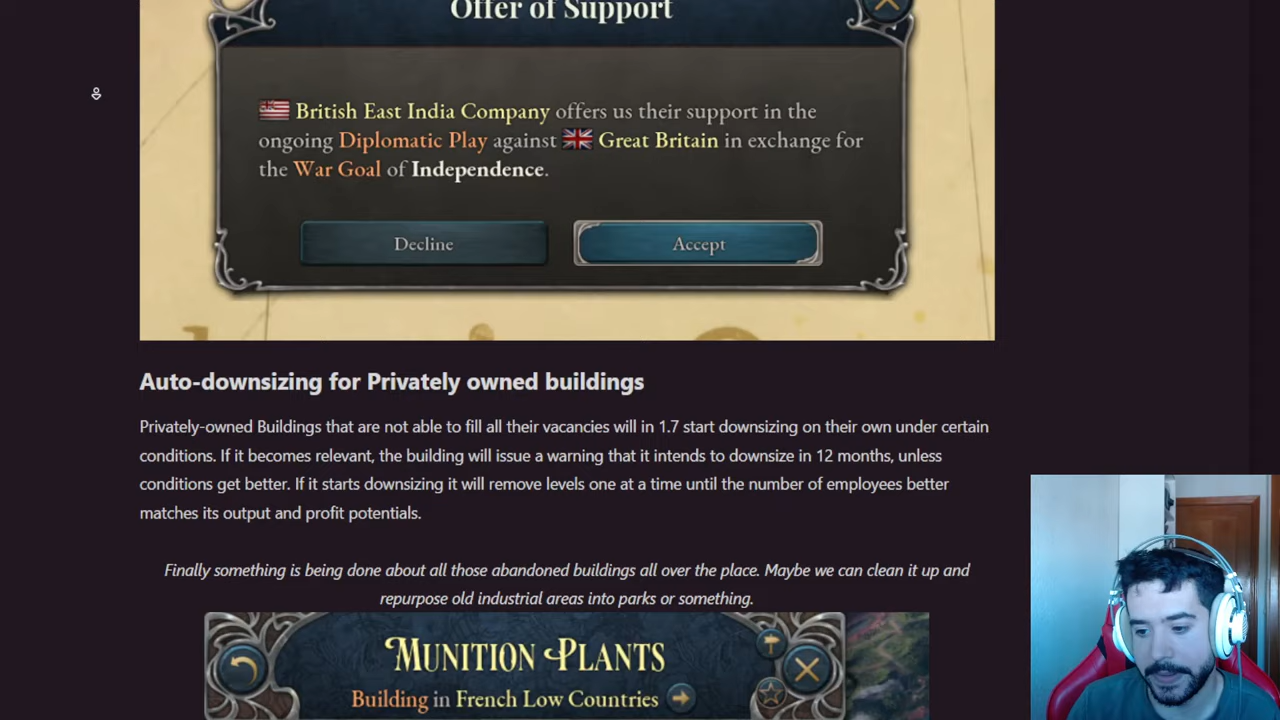 Offer of Support
British East India Company offers us their support in the
ongoing Diplomatic Play against Great Britain in exchange for
the War Goal of Independence.
Decline
Accept
Auto-downsizing for Privately owned buildings
Privately-owned Buildings that are not able to fill all their vacancies will in 1.7 start downsizing on their own under certain
conditions. If it becomes relevant, the building will issue a warning that it intends to downsize in 12 months, unless
conditions get better. If it starts downsizing it will remove levels one at a time until the number of employees better
matches its output and profit potentials.
Finally something is being done about all those abandoned buildings all over the place. Maybe we can clean it up and
repurpose old industrial areas into parks or something.
Munition Plants
Building in French Low Countries